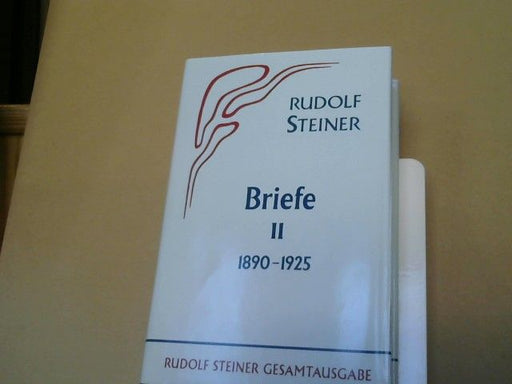 RUDOLF
STEINER
Briefe
II
1890-1925
RUDOLF STEINER GESAMTAUSGABE